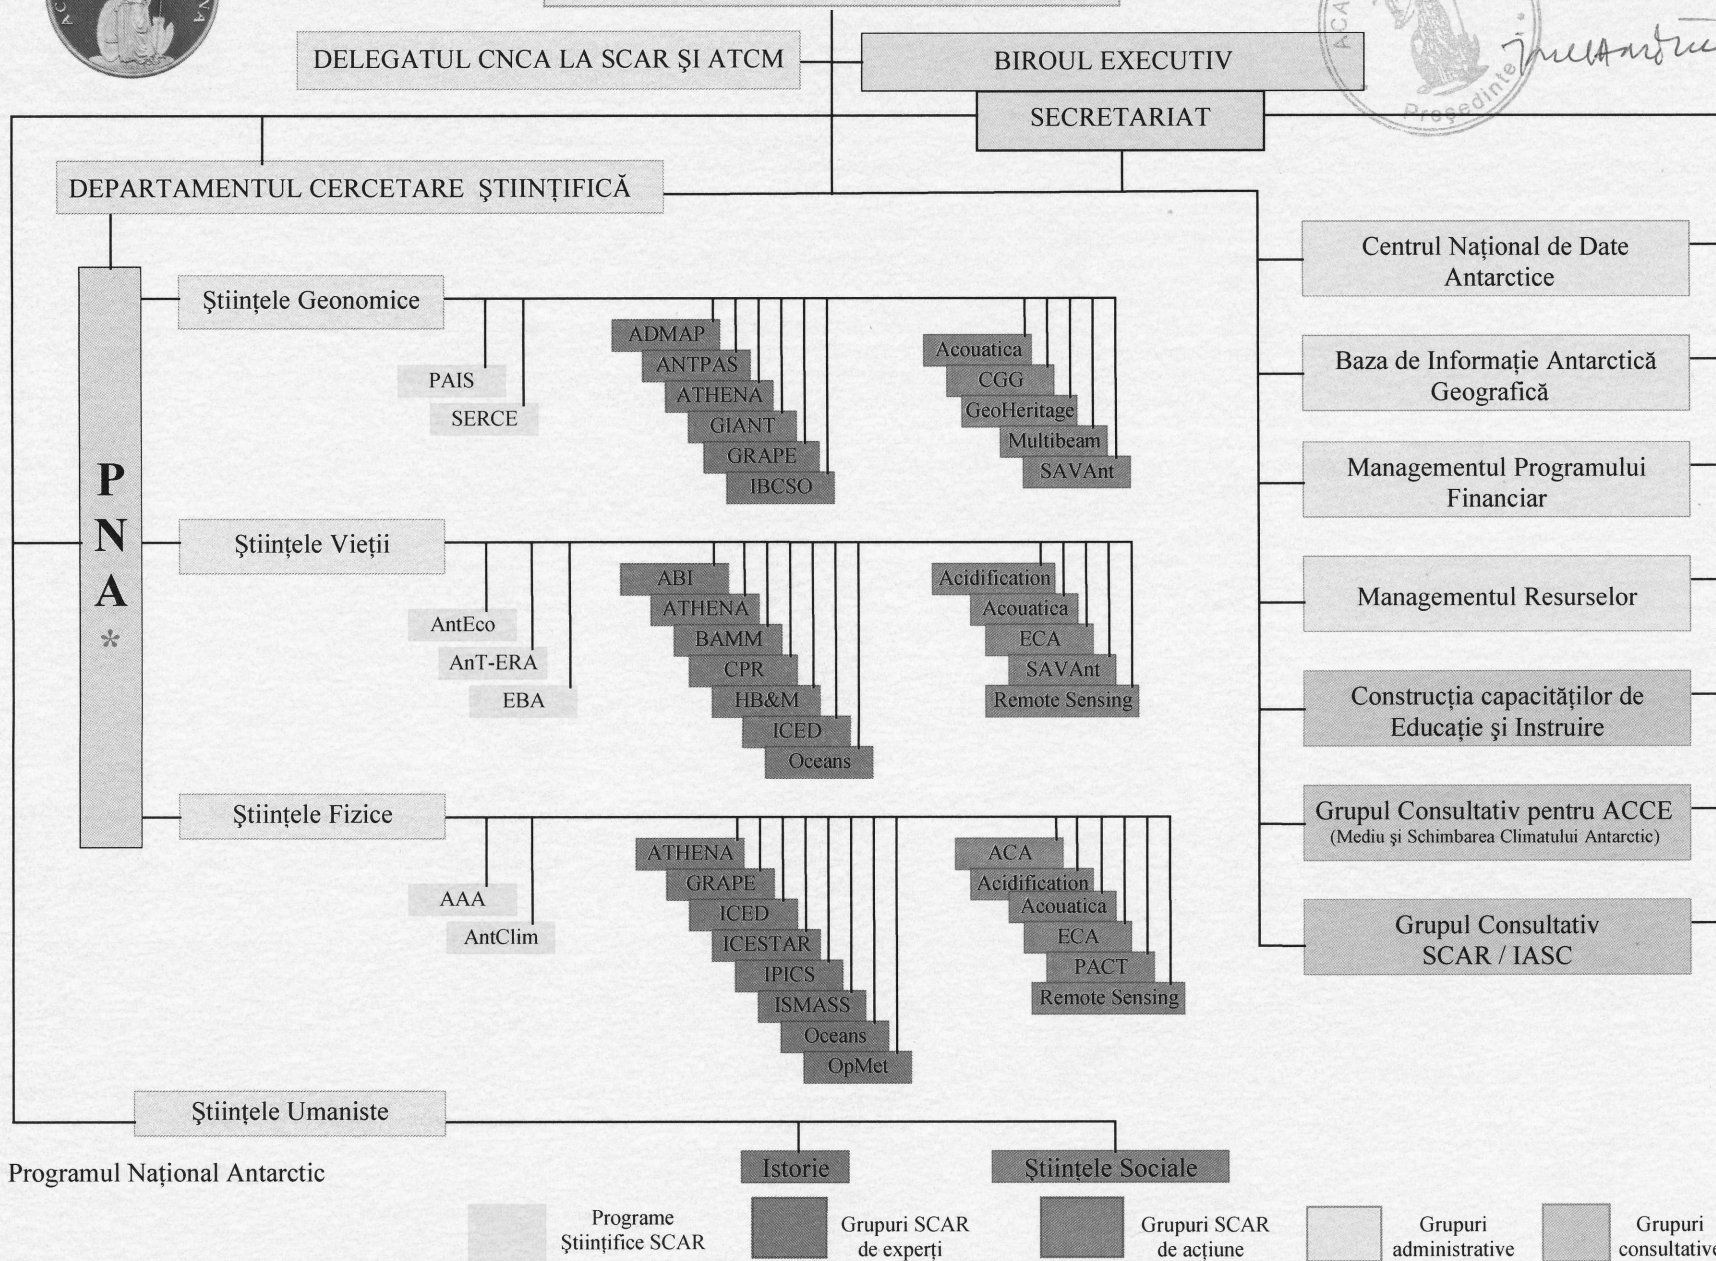 DELEGATUL CNCA LA SCAR ŞI ATCM
BIROUL EXECUTIV
Preşedinte
SECRETARIAT
DEPARTAMENTUL CERCETARE ŞTIINŢIFICĂ
P
N
A
*
Ştiinţele Geonomice
PAIS
SERCE
ADMAP
ANTPAS
ATHENA
GIANT
GRAPE
IBCSO
Acouatica
CGG
GeoHeritage
Multibeam
SAVAnt
Ştiinţele Vieţii
AntEco
AnT-ERA
EBA
ABI
ATHENA
BAMM
CPR
HB&M
ICED
Oceans
Acidification
Acouatica
ECA
SAVAnt
Remote Sensing
Ştiinţele Fizice
AAA
AntClim
ATHENA
GRAPE
ICED
ICESTAR
IPICS
ISMASS
Oceans
OpMet
ACA
Acidification
Acouatica
ECA
PACT
Remote Sensing
Ştiinţele Umaniste
Istorie
Ştiinţele Sociale
Centrul Naţional de Date
Antarctice
Baza de Informaţie Antarctică
Geografică
Managementul Programului
Financiar
Managementul Resurselor
Construcţia capacităţilor de
Educaţie şi Instruire
Grupul Consultativ pentru ACCE
(Mediu şi Schimbarea Climatului Antarctic)
Grupul Consultativ
SCAR / IASC
Programul Naţional Antarctic
Programe
Ştiinţifice SCAR
Grupuri SCAR
de experţi
Grupuri SCAR
de acţiune
Grupuri
administrative
Grupuri
consultative